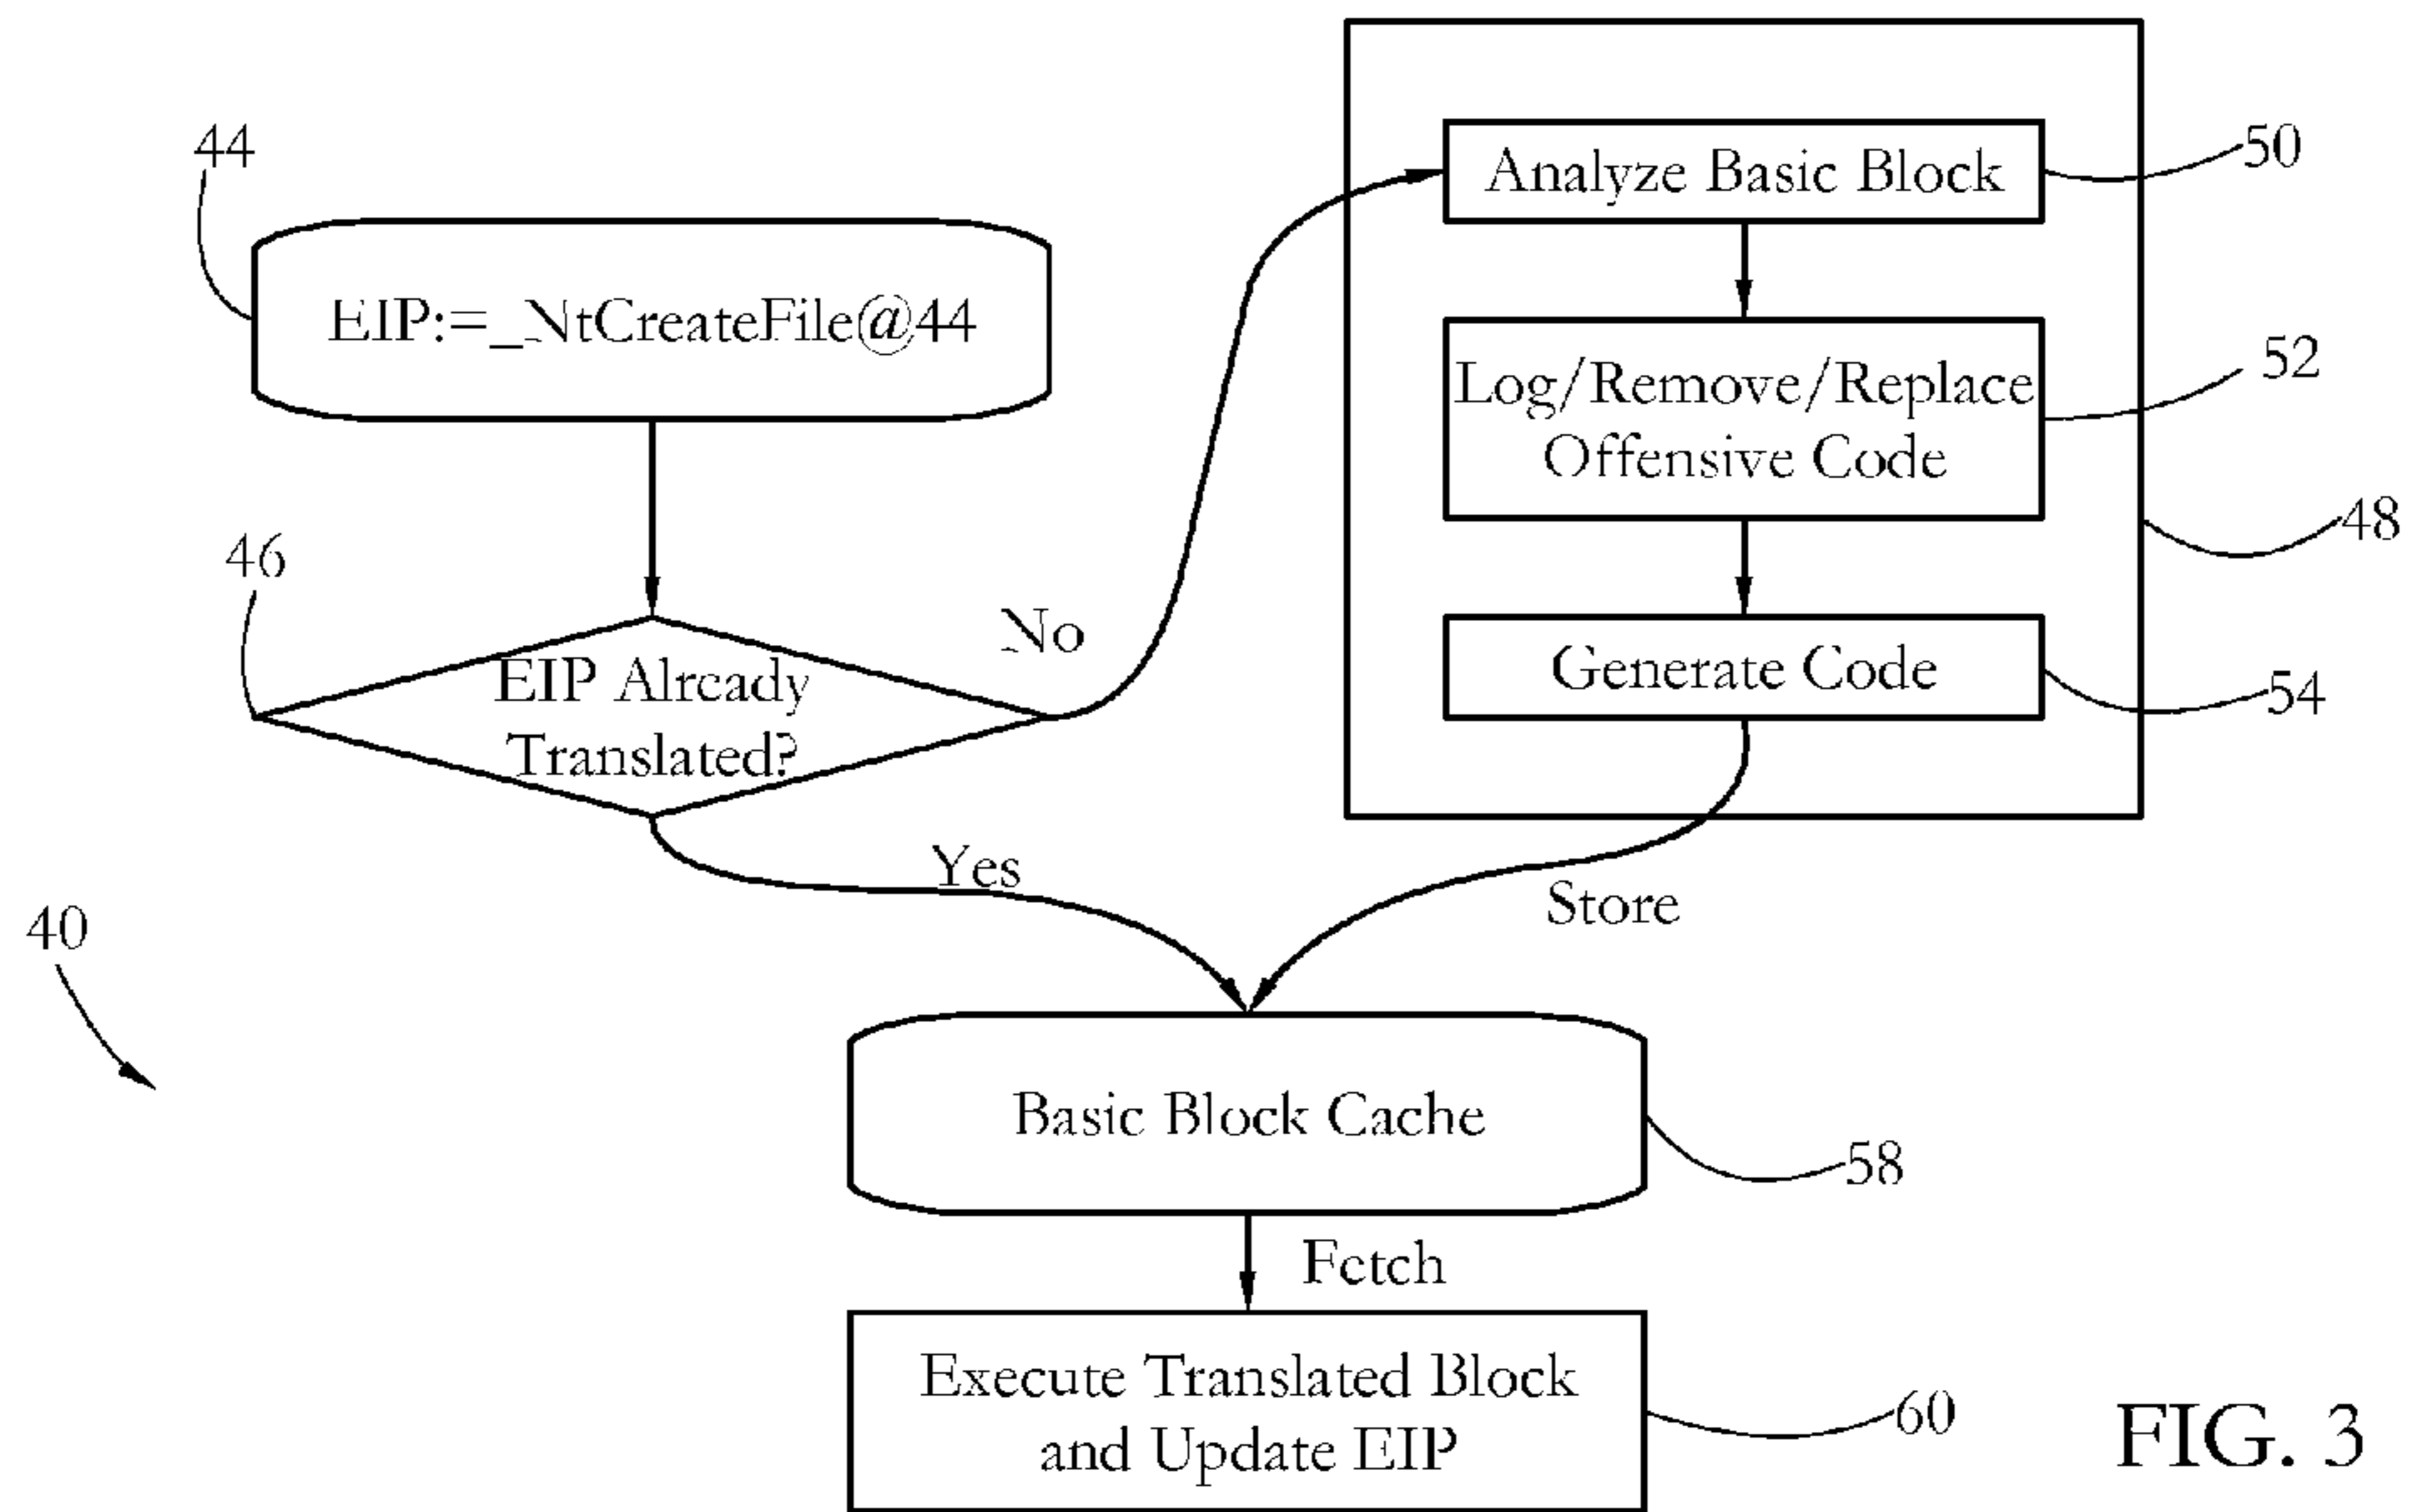 44
EIP:=_NtCreateFile@44
46
EIP Already
Translated?
No
Yes
Analyze Basic Block
50
Log/Remove/Replace
Offensive Code
52
48
Generate Code
54
Store
40
Basic Block Cache
58
Fetch
Execute Translated Block
and Update EIP
60
FIG. 3